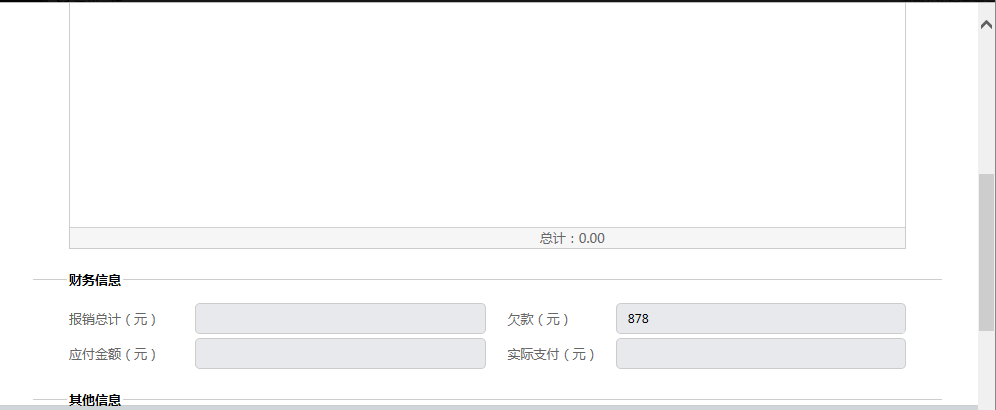 总计：0.00
财务信息
报销总计（元）
欠款（元） 878
应付金额（元）
实际支付（元）
其他信息